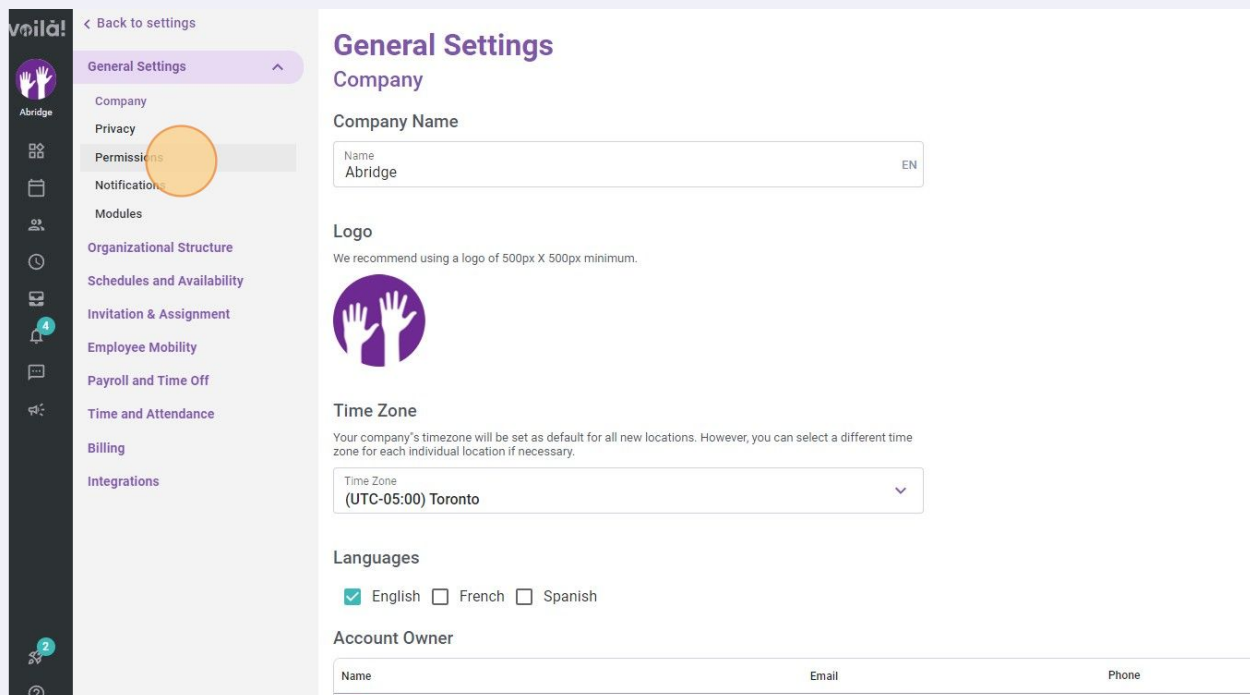 voilà!
Abridge
4
2
< Back to settings
General Settings
Company
Privacy
Permissions
Notifications
Modules
Organizational Structure
Schedules and Availability
Invitation & Assignment
Employee Mobility
Payroll and Time Off
Time and Attendance
Billing
Integrations
General Settings
Company
Company Name
Name
Abridge
EN
Logo
We recommend using a logo of 500px X 500px minimum.
Time Zone
Your company"s timezone will be set as default for all new locations. However, you can select a different time
zone for each individual location if necessary.
Time Zone
(UTC-05:00) Toronto
Languages
English French Spanish
Account Owner
Name Email Phone